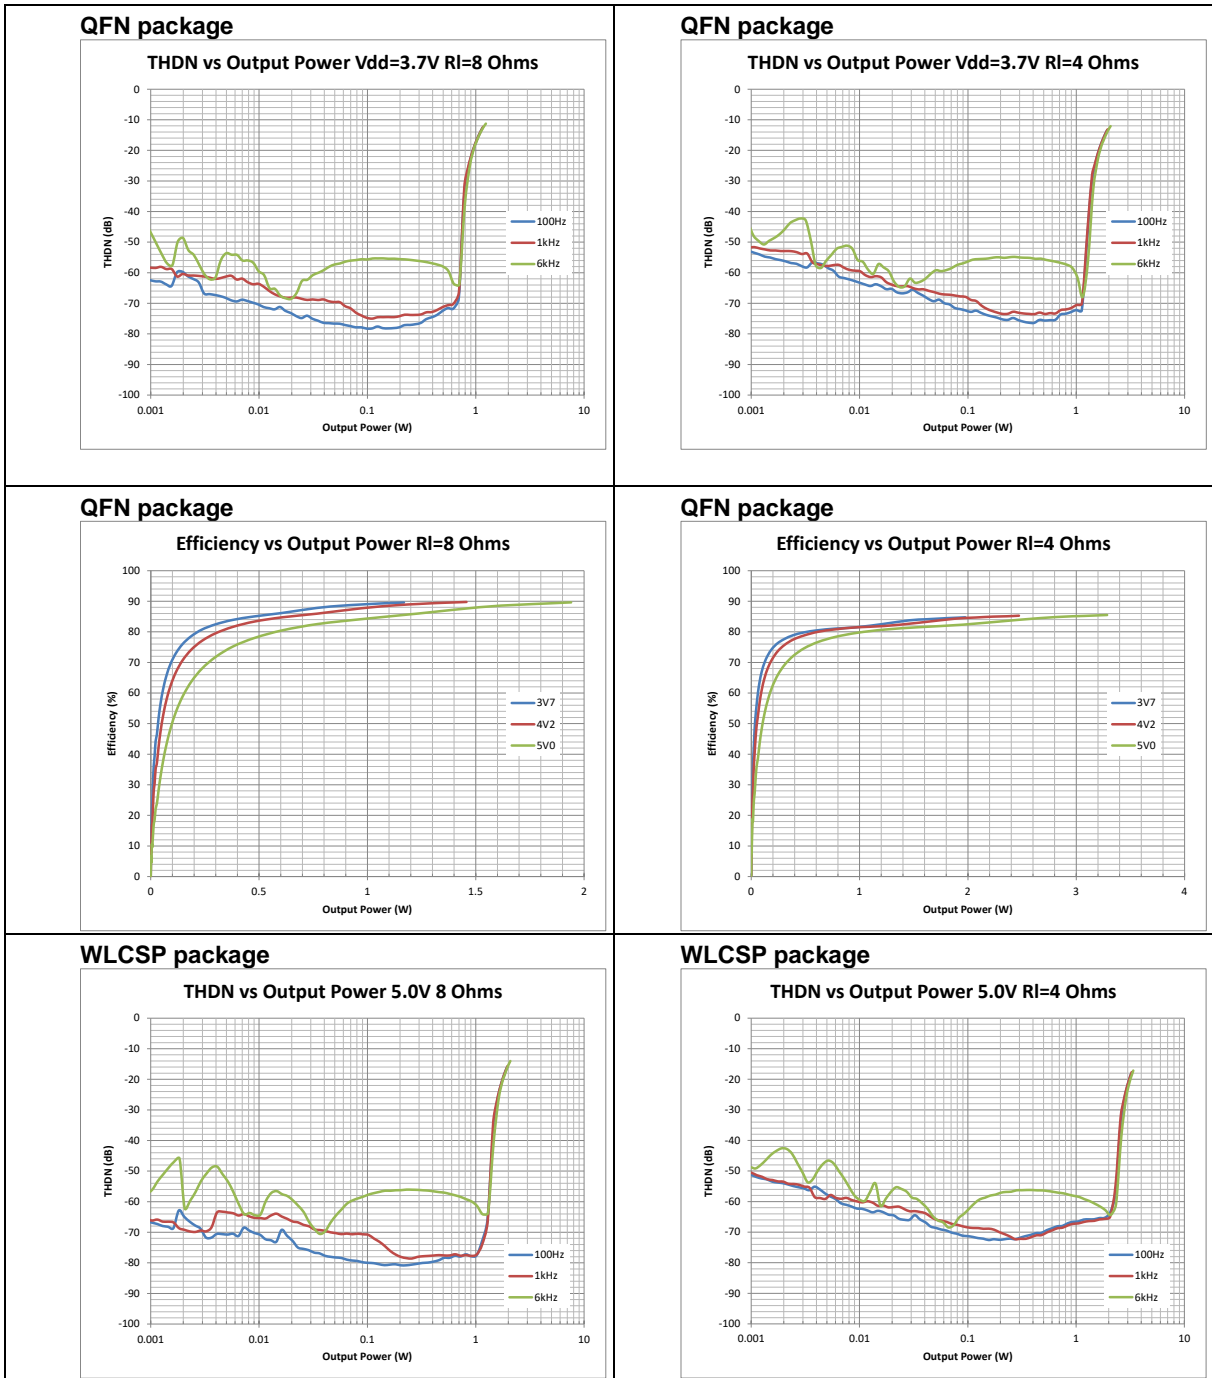 QFN package
THDN vs Output Power Vdd=3.7V Rl=8 Ohms
THDN (dB)
0
-10
-20
-30
-40
-50
-60
-70
-80
-90
-100
0.001
0.01
0.1
1
10
Output Power (W)
100Hz
1kHz
6kHz
QFN package
THDN vs Output Power Vdd=3.7V Rl=4 Ohms
THDN (dB)
0
-10
-20
-30
-40
-50
-60
-70
-80
-90
-100
0.001
0.01
0.1
1
10
Output Power (W)
100Hz
1kHz
6kHz
QFN package
Efficiency vs Output Power Rl=8 Ohms
Efficiency (%)
100
90
80
70
60
50
40
30
20
10
0
0
0.5
1
1.5
2
Output Power (W)
3V7
4V2
5V0
QFN package
Efficiency vs Output Power Rl=4 Ohms
Efficiency (%)
100
90
80
70
60
50
40
30
20
10
0
0
1
2
3
4
Output Power (W)
3V7
4V2
5V0
WLCSP package
THDN vs Output Power 5.0V 8 Ohms
THDN (dB)
0
-10
-20
-30
-40
-50
-60
-70
-80
-90
-100
0.001
0.01
0.1
1
10
Output Power (W)
100Hz
1kHz
6kHz
WLCSP package
THDN vs Output Power 5.0V Rl=4 Ohms
THDN (dB)
0
-10
-20
-30
-40
-50
-60
-70
-80
-90
-100
0.001
0.01
0.1
1
10
Output Power (W)
100Hz
1kHz
6kHz